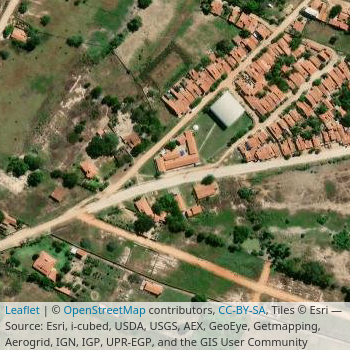 Leaflet | © OpenStreetMap contributors, CC-BY-SA, Tiles © Esri —
Source: Esri, i-cubed, USDA, USGS, AEX, GeoEye, Getmapping,
Aerogrid, IGN, IGP, UPR-EGP, and the GIS User Community